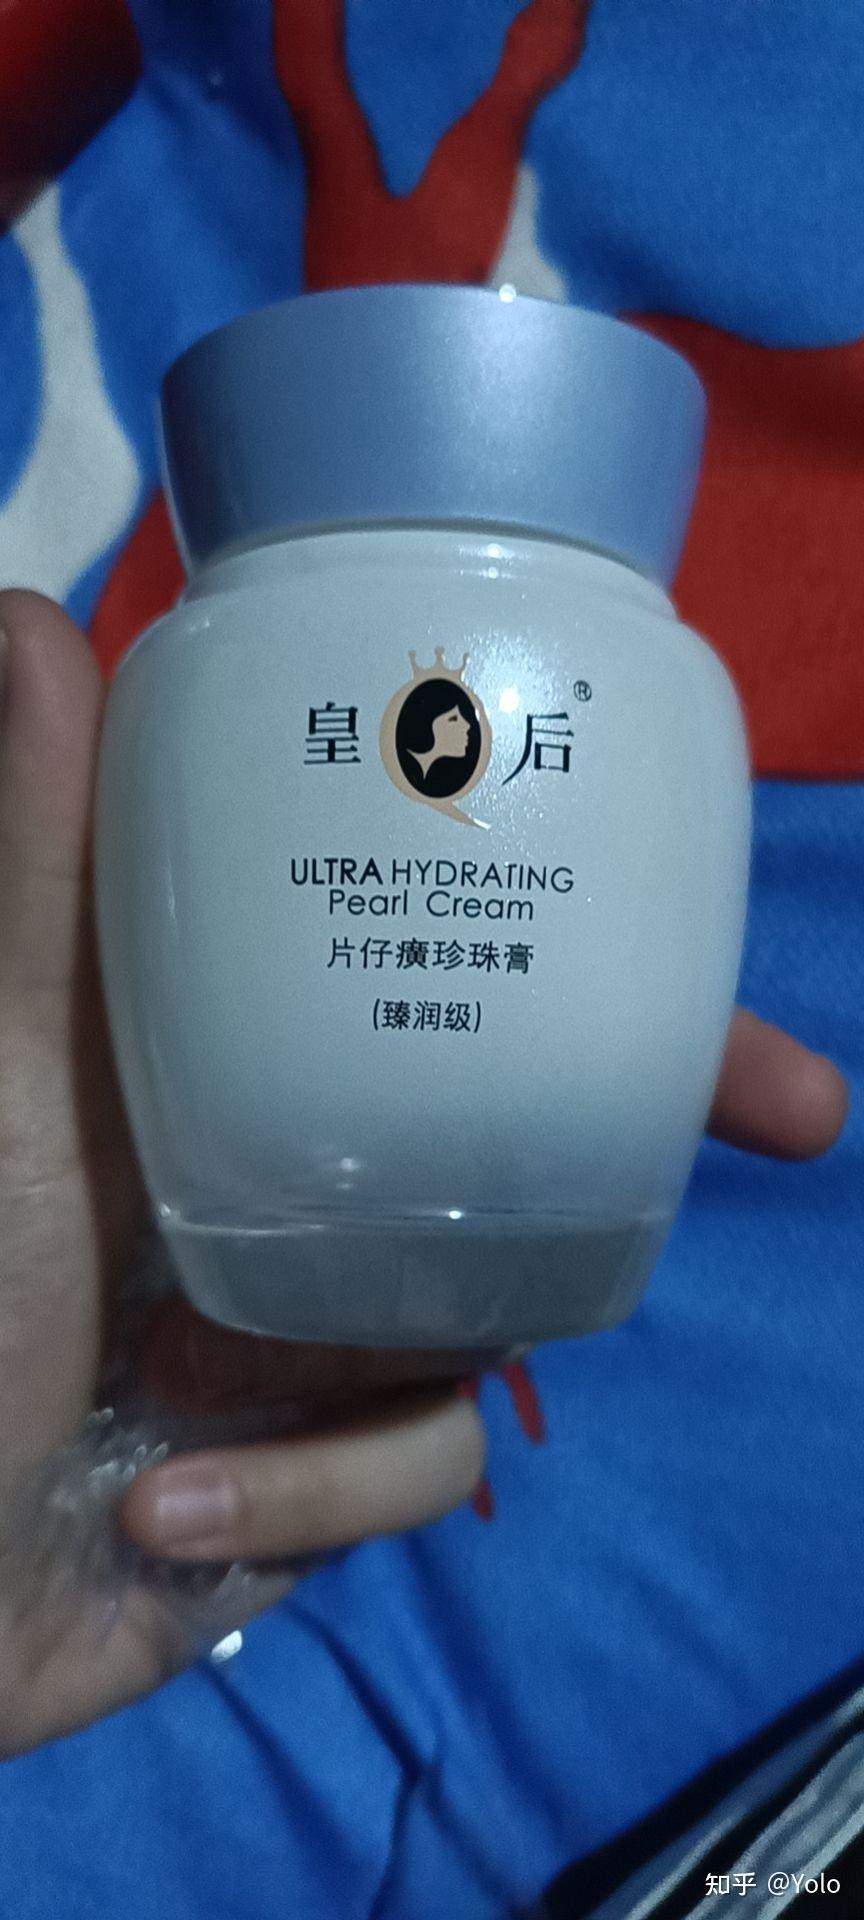 皇后®
ULTRA HYDRATING
Pearl Cream
片仔癀珍珠膏
(臻润级)
知乎 @Yolo